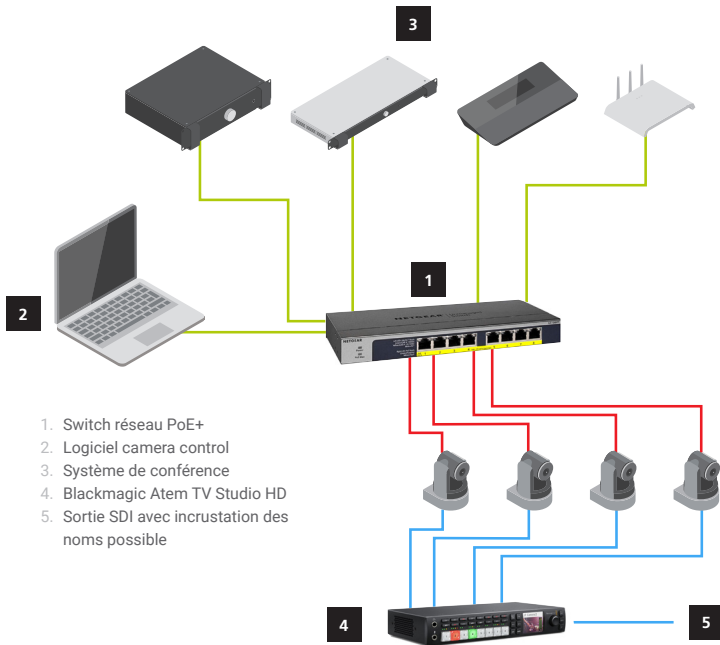 3
1
2
NETGEAR
NETGEAR
1. Switch réseau PoE+
2. Logiciel camera control
3. Système de conférence
4. Blackmagic Atem TV Studio HD
5. Sortie SDI avec incrustation des
noms possible
4
5